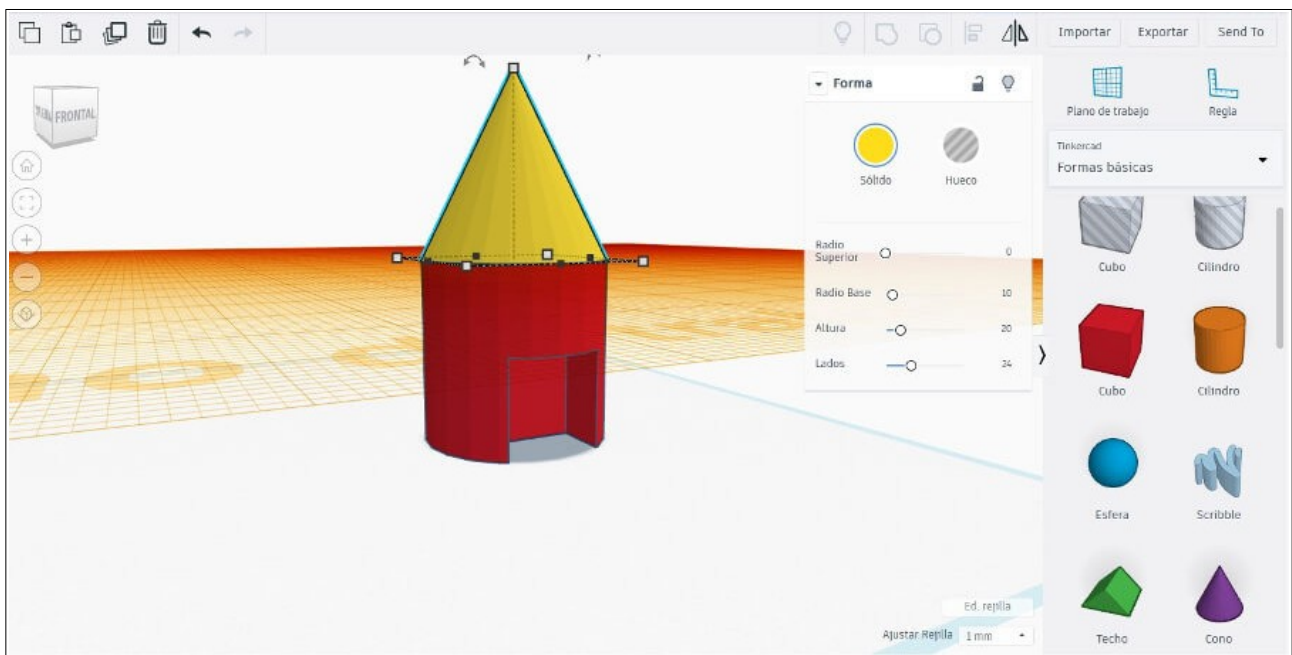 Importar
Exportar
Send To
FRONTAL
Forma
Sólido
Hueco
Radio
Superior
0
Radio Base
10
Altura
20
Lados
24
Plano de trabajo
Regla
Tinkercad
Formas básicas
Cubo
Cilindro
Cubo
Cilindro
Esfera
Scribble
Techo
Cono
Ed. rejilla
Ajustar Rejilla
1 mm